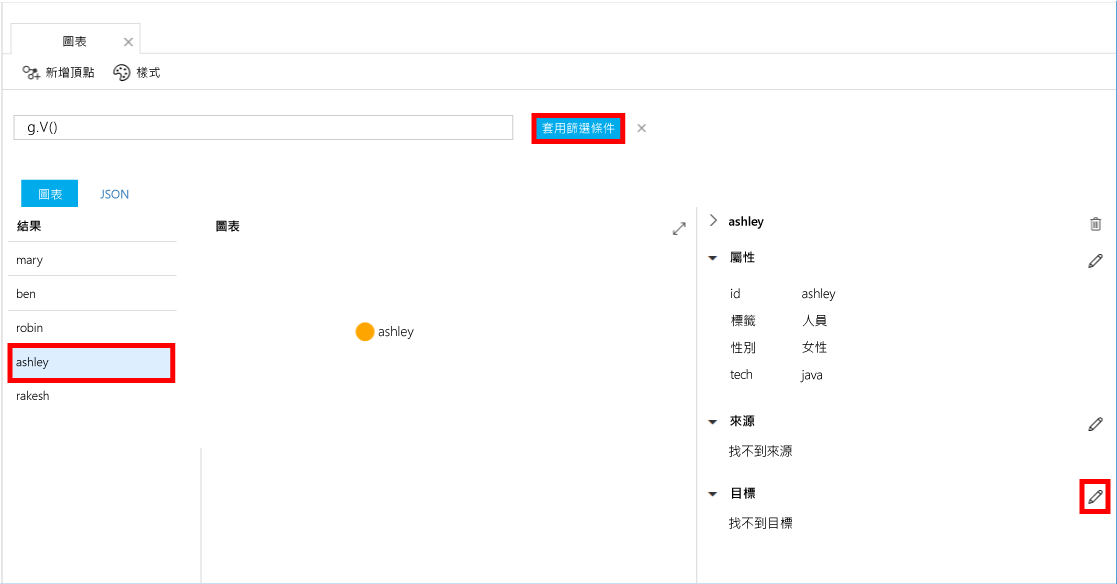 圖表
新增頂點 樣式
g.V()
套用篩選條件
圖表 JSON
結果
mary
ben
robin
ashley
rakesh
圖表
ashley
ashley
屬性
id ashley
標籤 人員
性別 女性
tech java
來源
找不到來源
目標
找不到目標